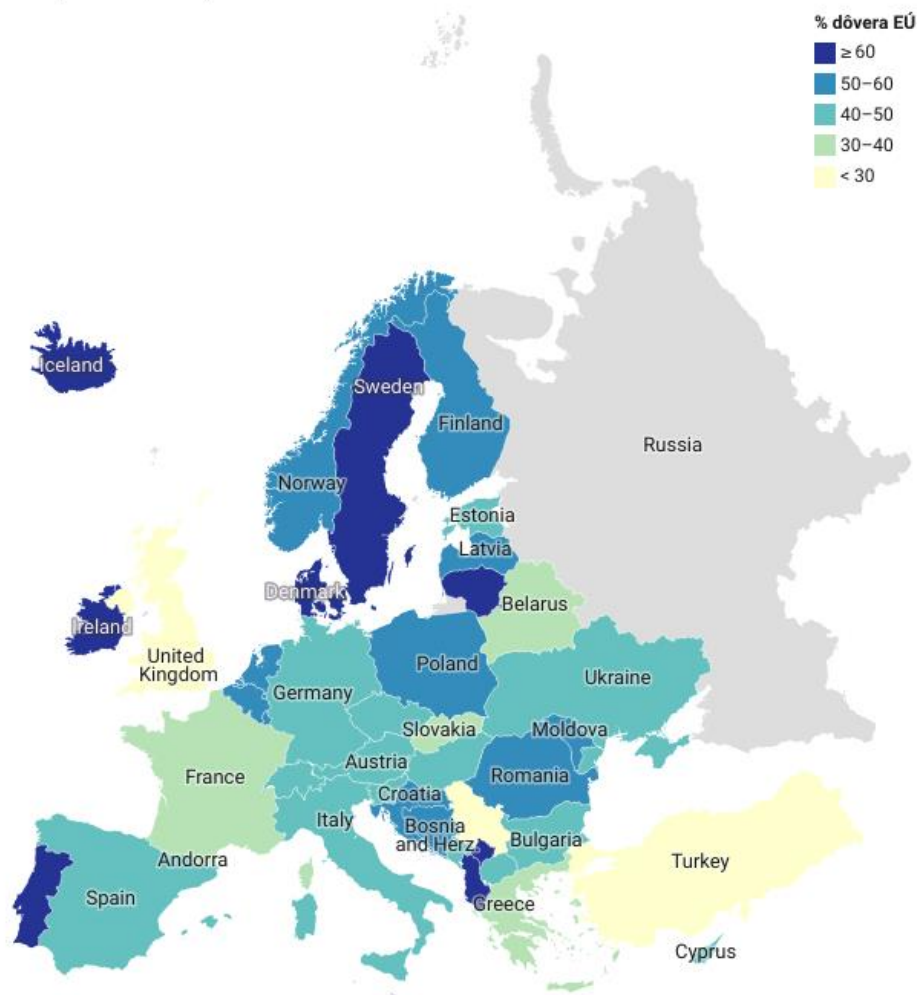 % dôvera EÚ
≥ 60
50–60
40–50
30–40
< 30
Iceland
Sweden
Finland
Russia
Norway
Estonia
Latvia
Denmark
Belarus
Ireland
United
Kingdom
Poland
Germany
Ukraine
Slovakia
Moldova
Austria
France
Romania
Croatia
Italy
Bosnia
and Herz.
Bulgaria
Andorra
Turkey
Spain
Greece
Cyprus